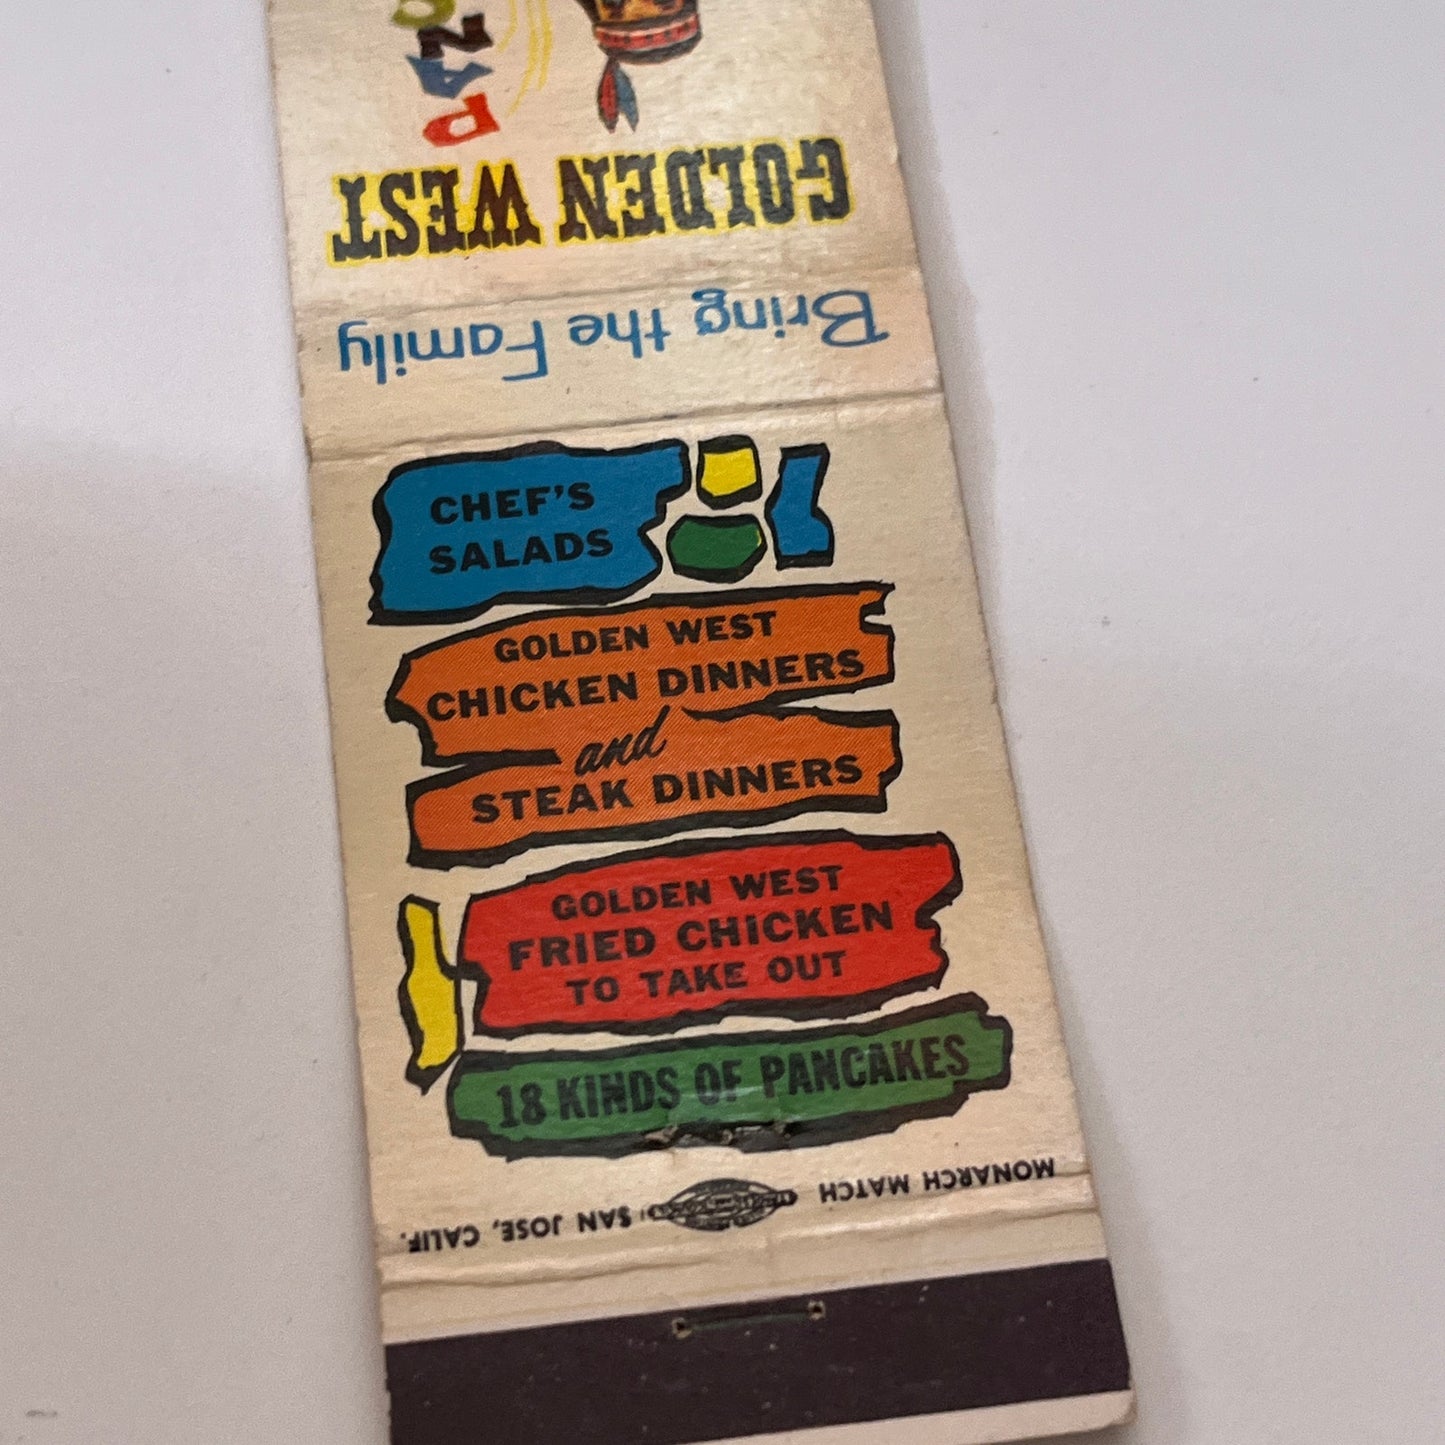 GOLDEN WEST
Bring the Family
CHEF'S
SALADS
GOLDEN WEST
CHICKEN DINNERS
and
STEAK DINNERS
GOLDEN WEST
FRIED CHICKEN
TO TAKE OUT
18 KINDS OF PANCAKES
MONARCH MATCH SAN JOSE, CALIF.